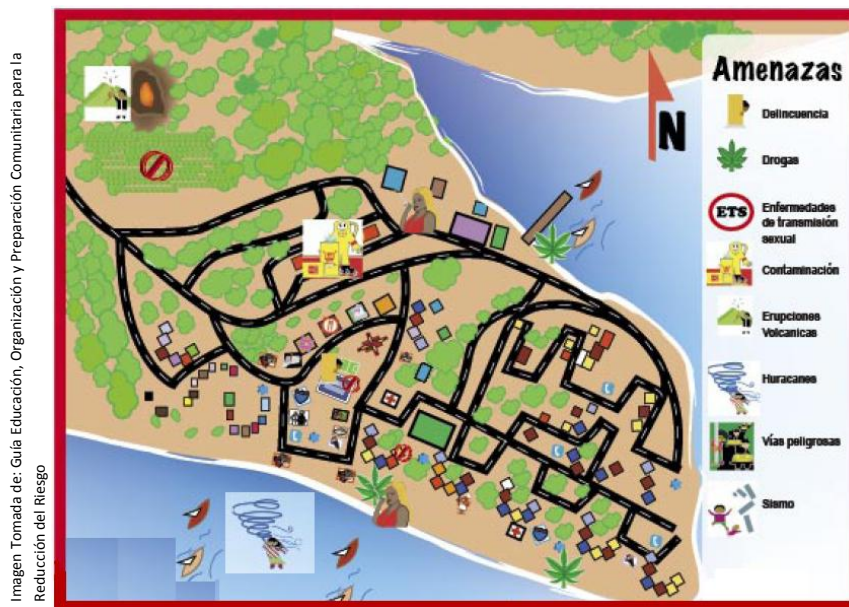 Imagen Tomada de: Guía Educación, Organización y Preparación Comunitaria para la
Reducción del Riesgo
N
Amenazas
Delincuencia
Drogas
ETS
Enfermedades
de transmisión
sexual
Contaminación
Erupciones
Volcanicas
Huracanes
Vías peligrosas
Sismo